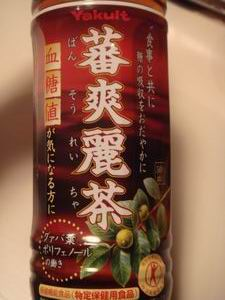 Yakult
食事と共に
糖の吸収をおだやかに
蕃爽麗茶
ばん そう れい ちゃ
血糖値
が気になる方に
グァバ葉
ポリフェノール
の働き
(特定保健用食品)